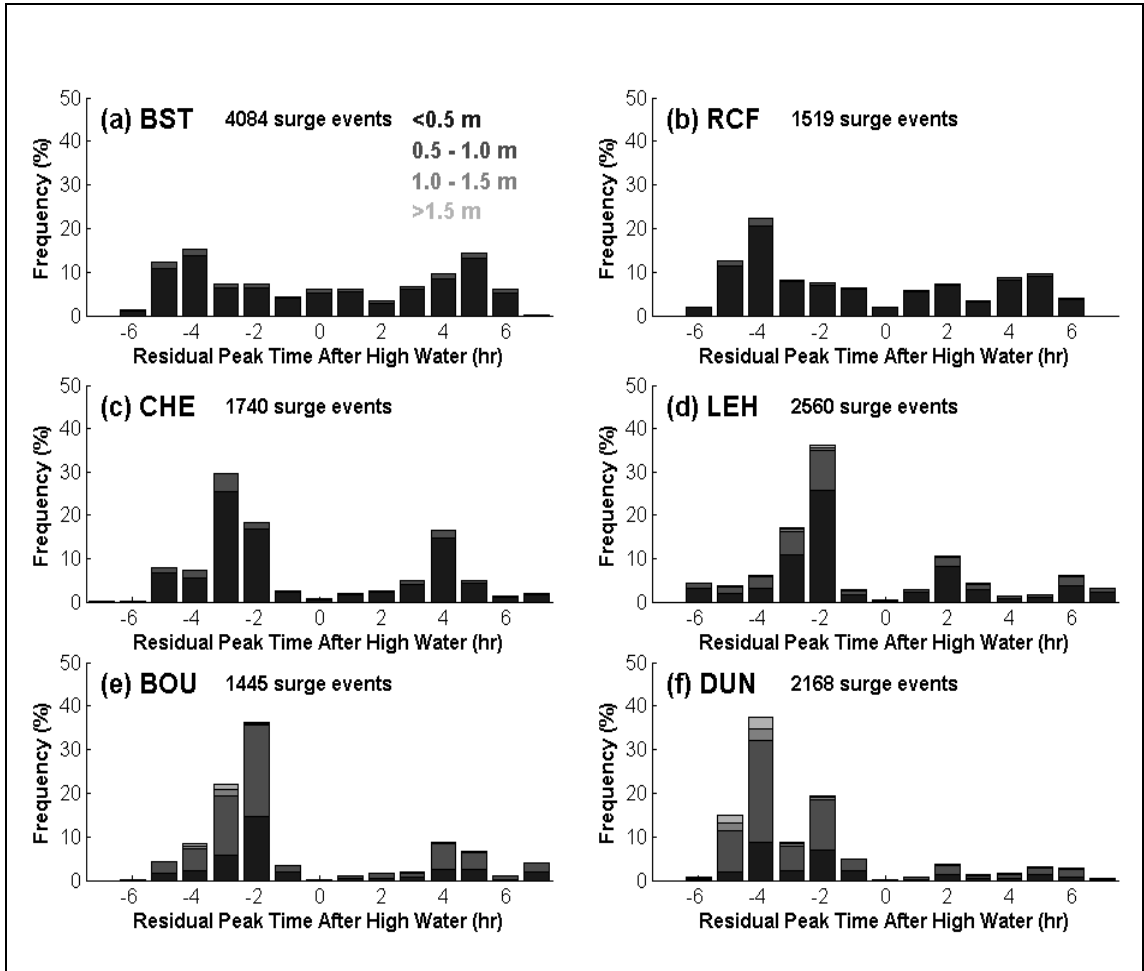 (a) BST 4084 surge events
<0.5 m
0.5 - 1.0 m
1.0 - 1.5 m
>1.5 m
Frequency (%)
50
40
30
20
10
0
-6 -4 -2 0 2 4 6
Residual Peak Time After High Water (hr)
(b) RCF 1519 surge events
Frequency (%)
50
40
30
20
10
0
-6 -4 -2 0 2 4 6
Residual Peak Time After High Water (hr)
(c) CHE 1740 surge events
Frequency (%)
50
40
30
20
10
0
-6 -4 -2 0 2 4 6
Residual Peak Time After High Water (hr)
(d) LEH 2560 surge events
Frequency (%)
50
40
30
20
10
0
-6 -4 -2 0 2 4 6
Residual Peak Time After High Water (hr)
(e) BOU 1445 surge events
Frequency (%)
50
40
30
20
10
0
-6 -4 -2 0 2 4 6
Residual Peak Time After High Water (hr)
(f) DUN 2168 surge events
Frequency (%)
50
40
30
20
10
0
-6 -4 -2 0 2 4 6
Residual Peak Time After High Water (hr)